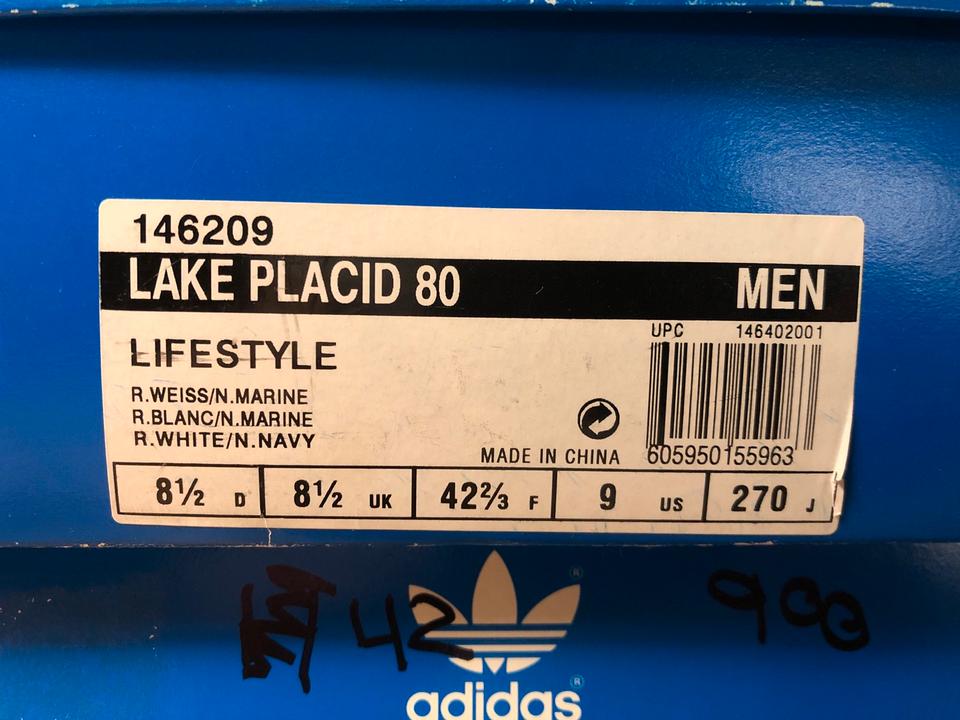 146209
LAKE PLACID 80 MEN
UPC 146402001
LIFESTYLE
R.WEISS/N.MARINE
R.BLANC/N.MARINE
R.WHITE/N.NAVY
MADE IN CHINA 605950155963
8½ D 8½ UK 42⅔ F 9 US 270 J
42 900
adidas